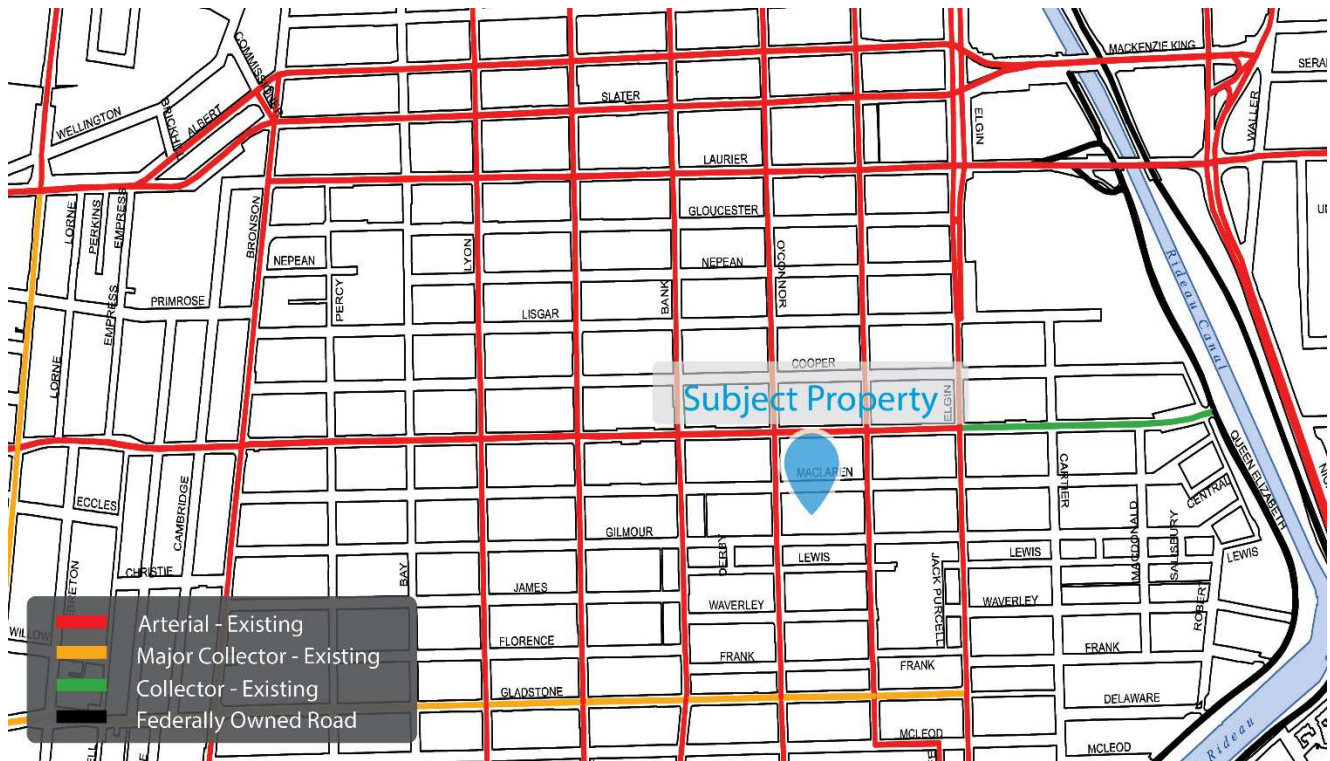 MACKENZIE KING
COMMISSIONER
SLATER
WELLINGTON
ALBERT
ELGIN
WALLER
LAURIER
LORNE
PERKINS
EMPRESS
BRONSON
GLOUCESTER
NEPEAN
LYON
NEPEAN
O'CONNOR
Rideau Canal
PRIMROSE
EMPRESS
PERCY
LISGAR
BANK
LORNE
COOPER
Subject Property
ELGIN
QUEEN ELIZABETH
ECCLES
CAMBRIDGE
MACLAREN
CARTIER
CENTRAL
GILMOUR
DERBY
LEWIS
JACK PURCELL
LEWIS
MACDONALD
SALISBURY
LEWIS
CHRISTIE
BAY
JAMES
WAVERLEY
WAVERLEY
ROBERT
WILLOW
FLORENCE
FRANK
FRANK
FRANK
GLADSTONE
DELAWARE
MCLEOD
MCLEOD
Rideau
Arterial - Existing
Major Collector - Existing
Collector - Existing
Federally Owned Road